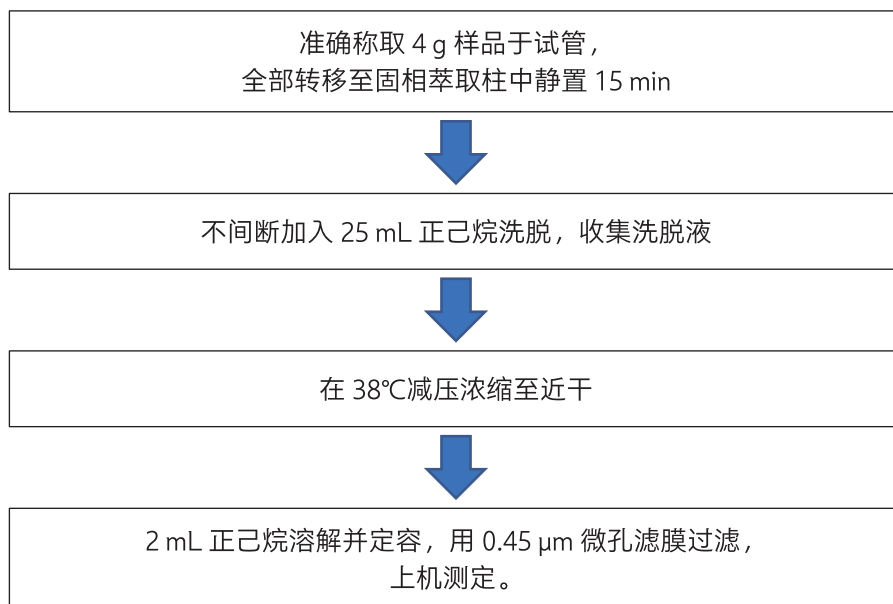 准确称取 4 g 样品于试管，
全部转移至固相萃取柱中静置 15 min
不间断加入 25 mL 正己烷洗脱，收集洗脱液
在 38℃减压浓缩至近干
2 mL 正己烷溶解并定容，用 0.45 μm 微孔滤膜过滤，
上机测定。